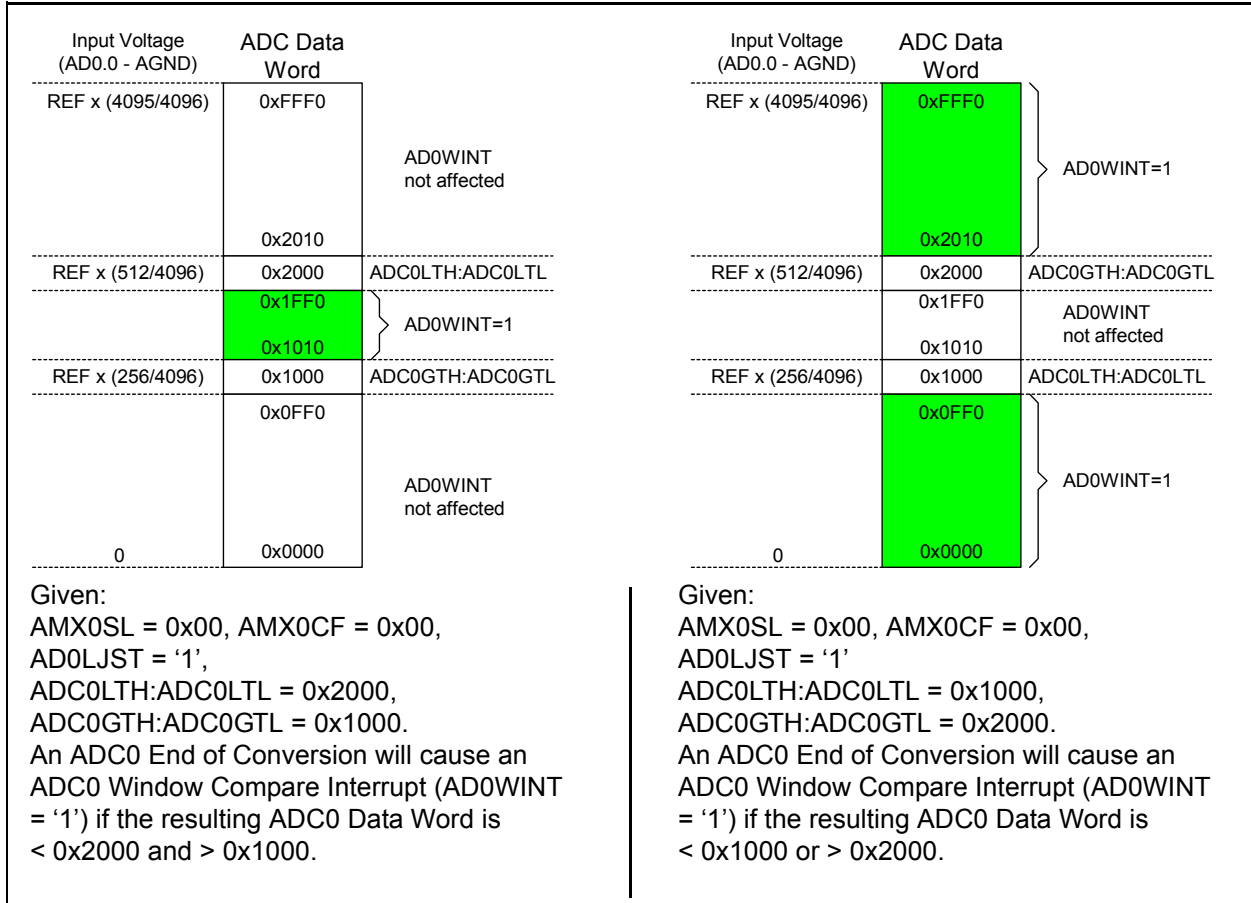 Input Voltage
(AD0.0 - AGND)
ADC Data
Word
REF x (4095/4096)
0xFFF0
AD0WINT
not affected
0x2010
REF x (512/4096)
0x2000
ADC0LTH:ADC0LTL
0x1FF0
AD0WINT=1
0x1010
REF x (256/4096)
0x1000
ADC0GTH:ADC0GTL
0x0FF0
AD0WINT
not affected
0
0x0000
Given:
AMX0SL = 0x00, AMX0CF = 0x00,
AD0LJST = ‘1’,
ADC0LTH:ADC0LTL = 0x2000,
ADC0GTH:ADC0GTL = 0x1000.
An ADC0 End of Conversion will cause an
ADC0 Window Compare Interrupt (AD0WINT
= ‘1’) if the resulting ADC0 Data Word is
< 0x2000 and > 0x1000.
Input Voltage
(AD0.0 - AGND)
ADC Data
Word
REF x (4095/4096)
0xFFF0
AD0WINT=1
0x2010
REF x (512/4096)
0x2000
ADC0GTH:ADC0GTL
0x1FF0
AD0WINT
not affected
0x1010
REF x (256/4096)
0x1000
ADC0LTH:ADC0LTL
0x0FF0
AD0WINT=1
0
0x0000
Given:
AMX0SL = 0x00, AMX0CF = 0x00,
AD0LJST = ‘1’
ADC0LTH:ADC0LTL = 0x1000,
ADC0GTH:ADC0GTL = 0x2000.
An ADC0 End of Conversion will cause an
ADC0 Window Compare Interrupt (AD0WINT
= ‘1’) if the resulting ADC0 Data Word is
< 0x1000 or > 0x2000.